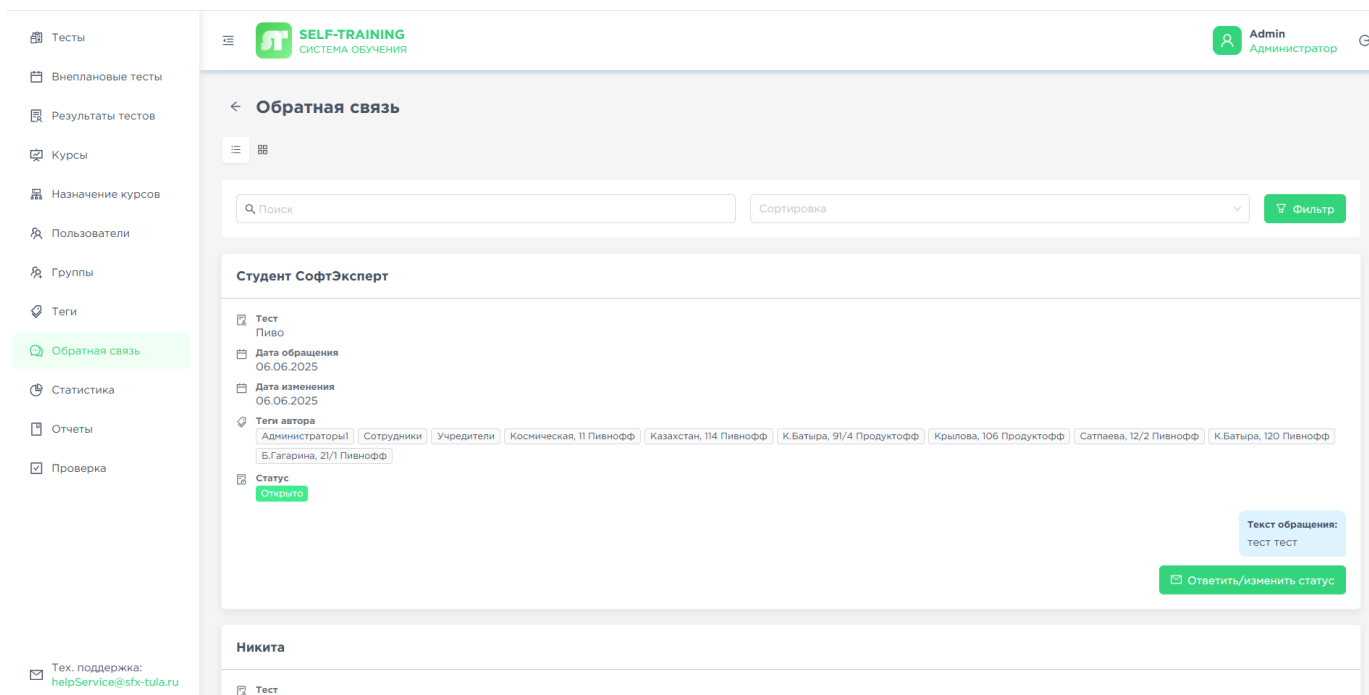 Тесты
Внеплановые тесты
Результаты тестов
Курсы
Назначение курсов
Пользователи
Группы
Теги
Обратная связь
Статистика
Отчеты
Проверка
Тех. поддержка:
helpService@sfx-tula.ru
ST
SELF-TRAINING
СИСТЕМА ОБУЧЕНИЯ
Admin
Администратор
Обратная связь
Поиск
Сортировка
Фильтр
Студент СофтЭксперт
Тест
Пиво
Дата обращения
06.06.2025
Дата изменения
06.06.2025
Теги автора
Администраторы1 Сотрудники Учредители Космическая, 11 Пивнофф Казахстан, 114 Пивнофф К.Батыра, 91/4 Продуктофф Крылова, 106 Продуктофф Сатпаева, 12/2 Пивнофф К.Батыра, 120 Пивнофф
Б.Гагарина, 21/1 Пивнофф
Статус
Открыто
Текст обращения:
тест тест
Ответить/изменить статус
Никита
Тест